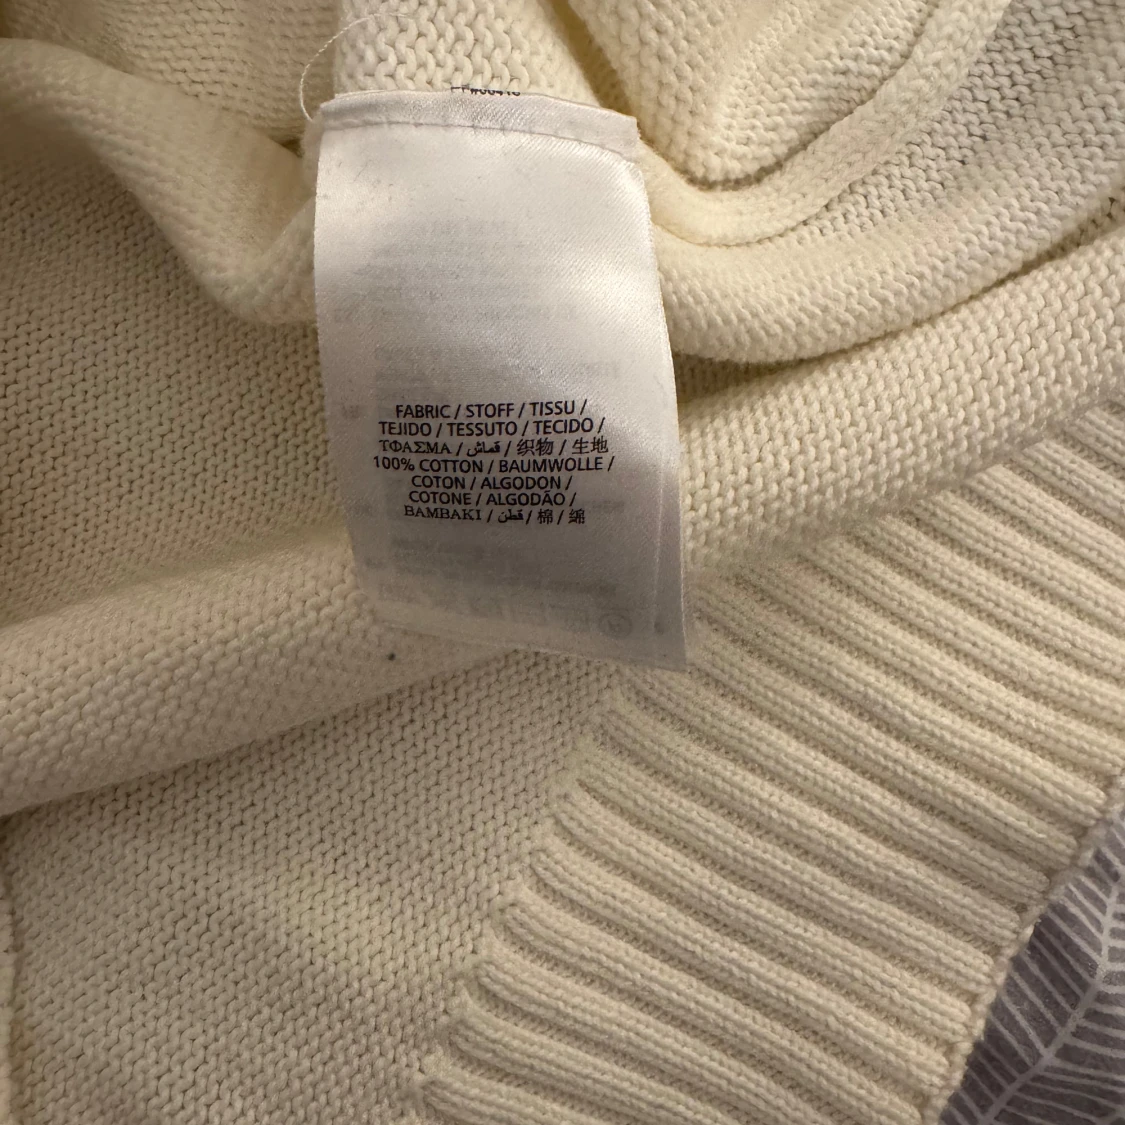 FABRIC / STOFF / TISSU /
TEJIDO / TESSUTO / TECIDO /
ΤΦΑΣΜΑ / قماش / 织物 / 生地
100% COTTON / BAUMWOLLE /
COTON / ALGODON /
COTONE / ALGODÃO /
BAMBAKI / قطن / 棉 / 綿